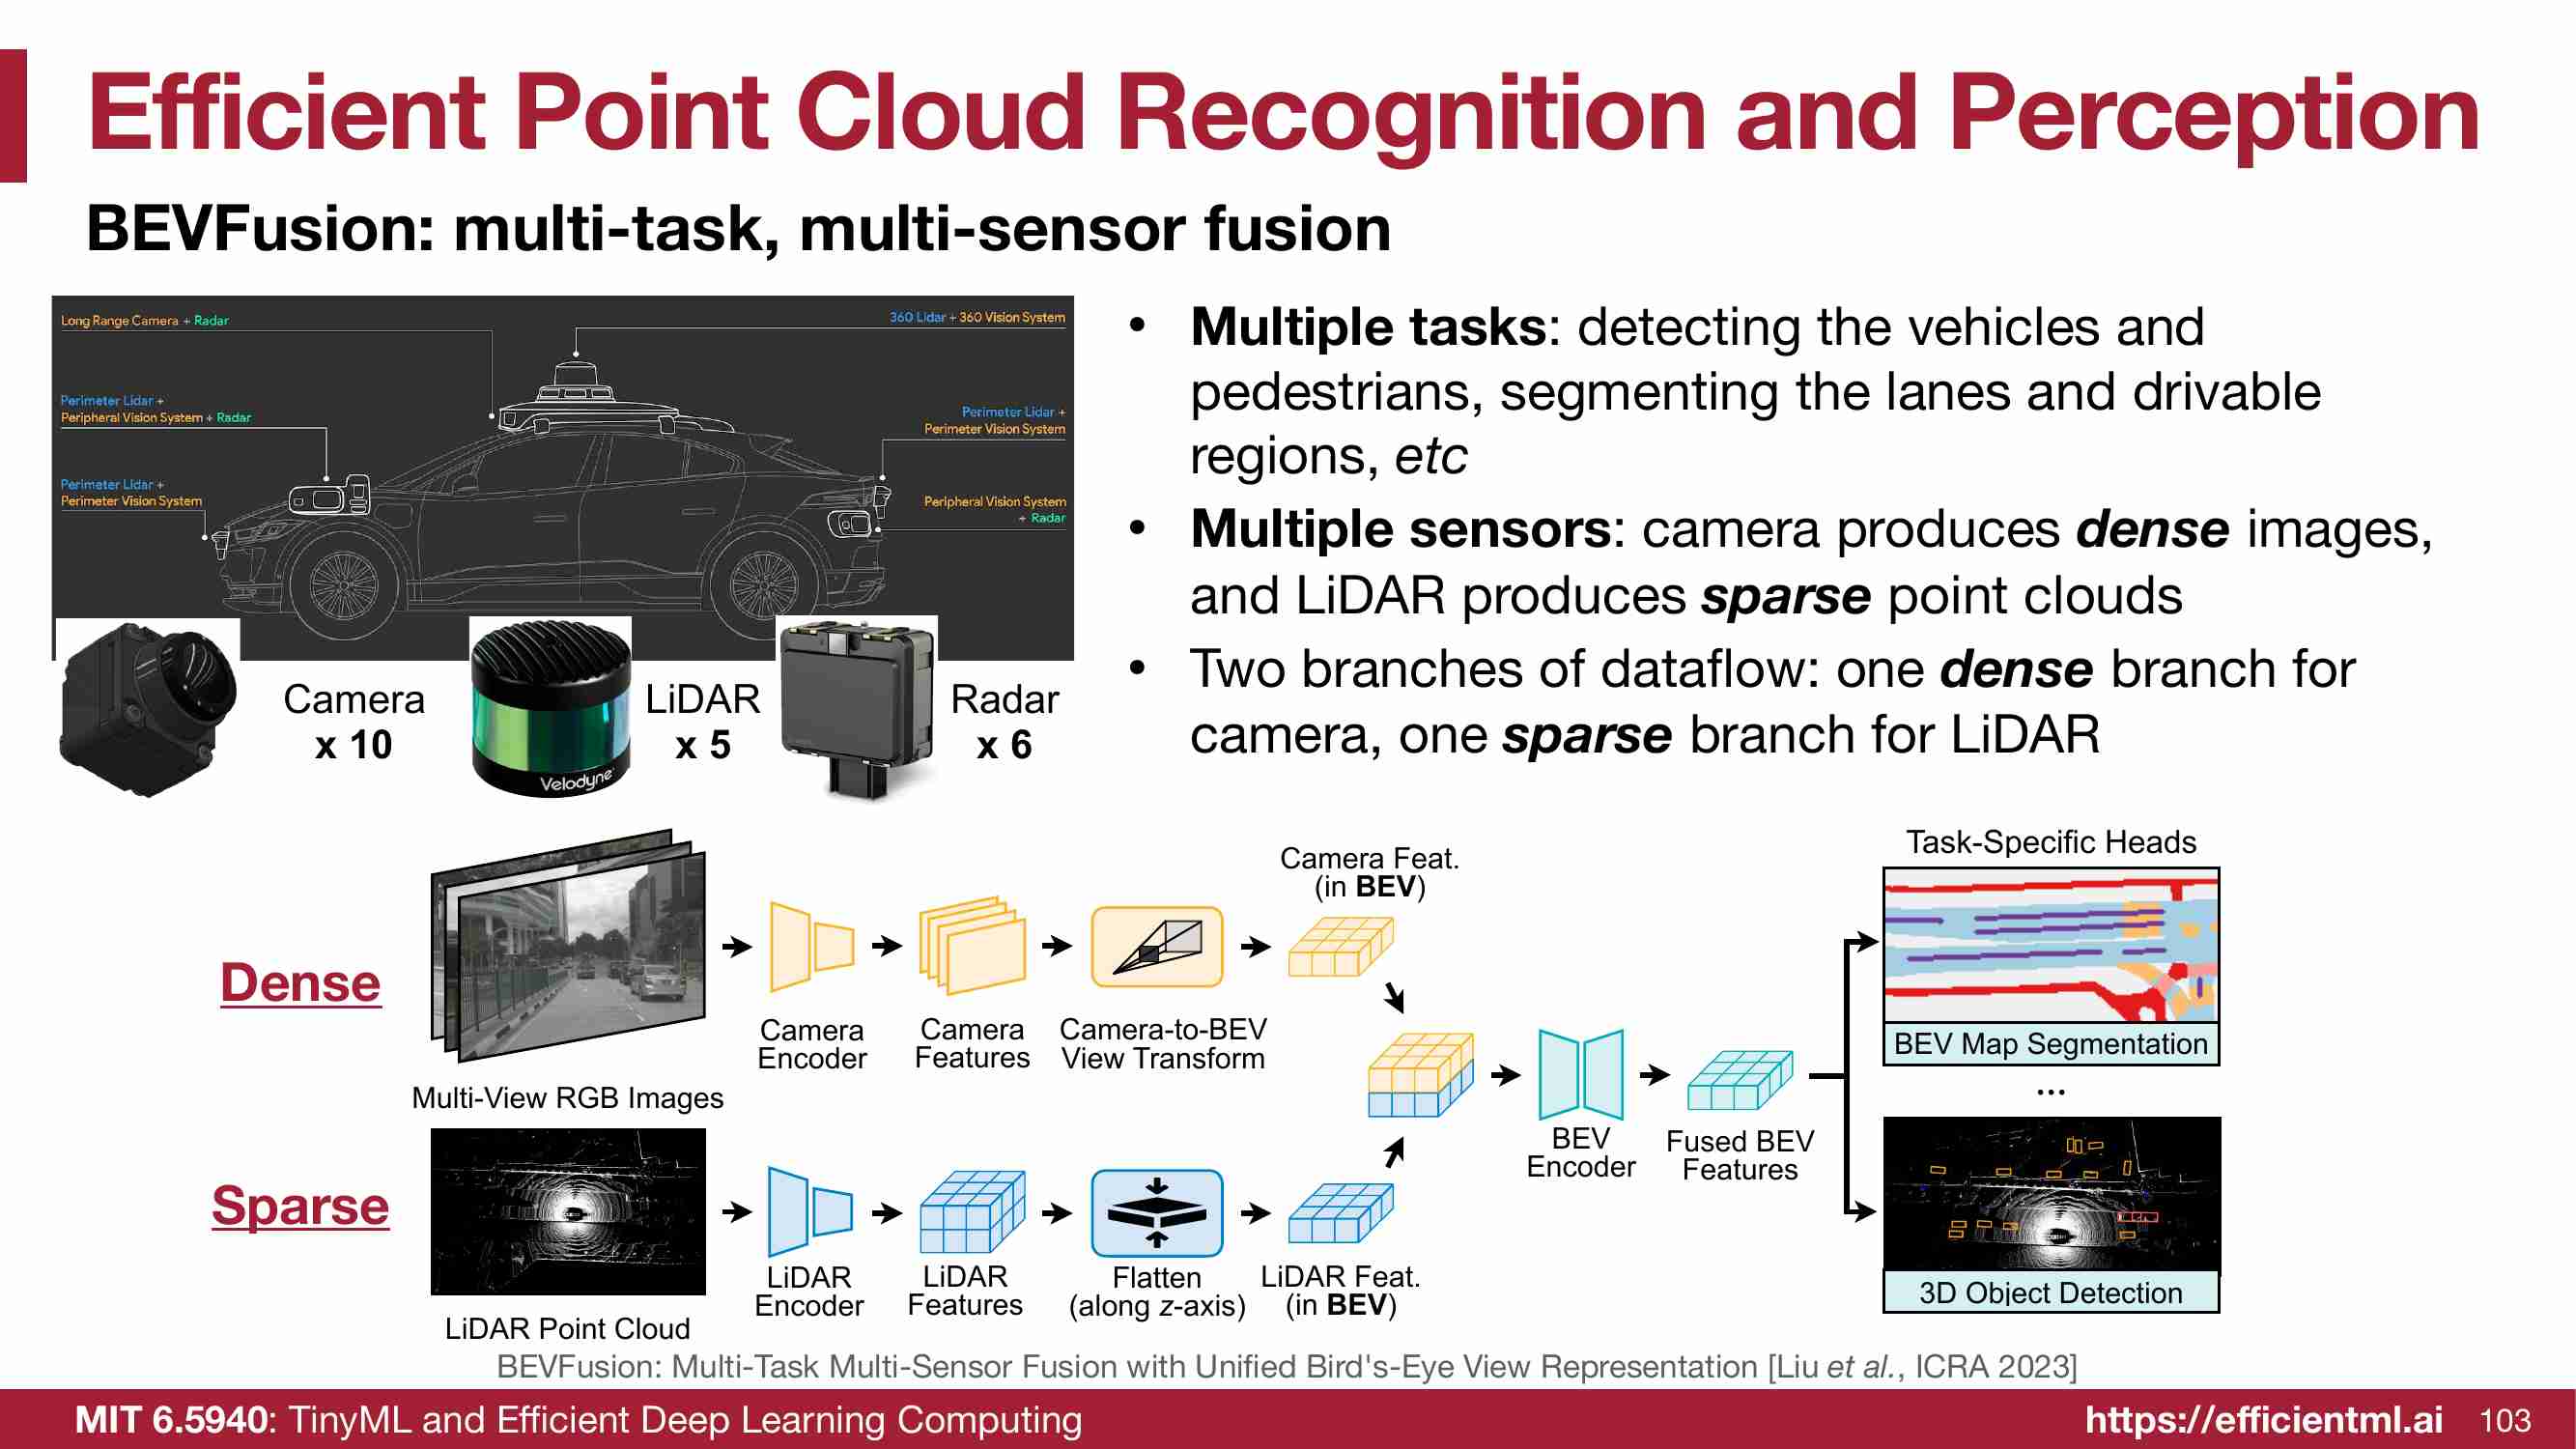 Efficient Point Cloud Recognition and Perception
BEVFusion: multi-task, multi-sensor fusion
Long Range Camera + Radar
360 Lidar + 360 Vision System
Perimeter Lidar +
Peripheral Vision System + Radar
Perimeter Lidar +
Perimeter Vision System
Perimeter Lidar +
Perimeter Vision System
Peripheral Vision System
+ Radar
Camera
x 10
Velodyne
LiDAR
x 5
Radar
x 6
• Multiple tasks: detecting the vehicles and
pedestrians, segmenting the lanes and drivable
regions, etc
• Multiple sensors: camera produces dense images,
and LiDAR produces sparse point clouds
• Two branches of dataflow: one dense branch for
camera, one sparse branch for LiDAR
Dense
Multi-View RGB Images
Camera
Encoder
Camera
Features
Camera-to-BEV
View Transform
Camera Feat.
(in BEV)
Sparse
LiDAR Point Cloud
LiDAR
Encoder
LiDAR
Features
Flatten
(along z-axis)
LiDAR Feat.
(in BEV)
BEV
Encoder
Fused BEV
Features
Task-Specific Heads
BEV Map Segmentation
...
3D Object Detection
BEVFusion: Multi-Task Multi-Sensor Fusion with Unified Bird's-Eye View Representation [Liu et al., ICRA 2023]
MIT 6.5940: TinyML and Efficient Deep Learning Computing
https://efficientml.ai
103